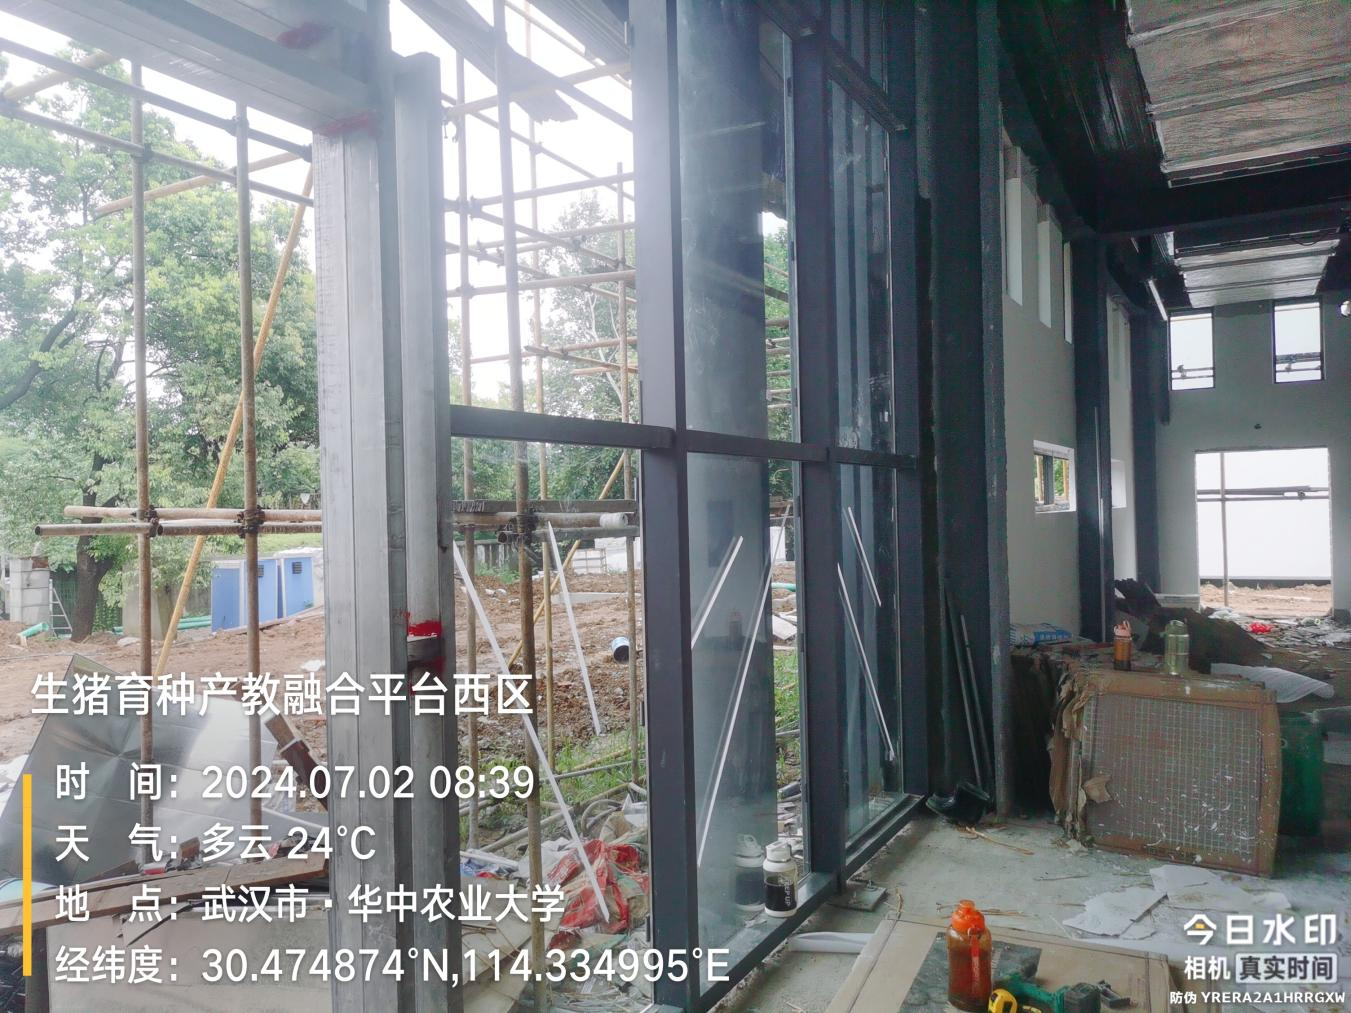 生猪育种产教融合平台西区
时 间：2024.07.02 08:39
天 气：多云 24℃
地 点：武汉市·华中农业大学
经纬度：30.474874°N,114.334995°E
今日水印
相机 真实时间
防伪 YRERA2A1HRRGXW